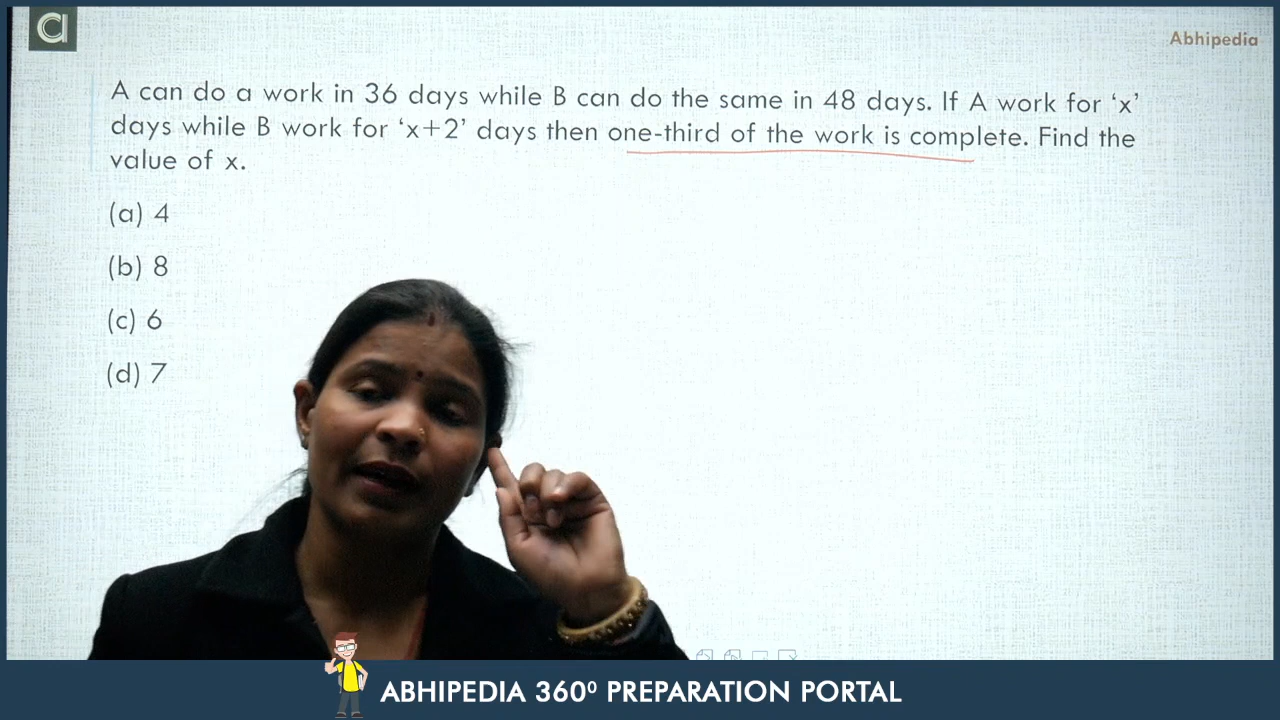 Abhipedia
A can do a work in 36 days while B can do the same in 48 days. If A work for ‘x’
days while B work for ‘x+2’ days then one-third of the work is complete. Find the
value of x.
(a) 4
(b) 8
(c) 6
(d) 7
ABHIPEDIA 360⁰ PREPARATION PORTAL